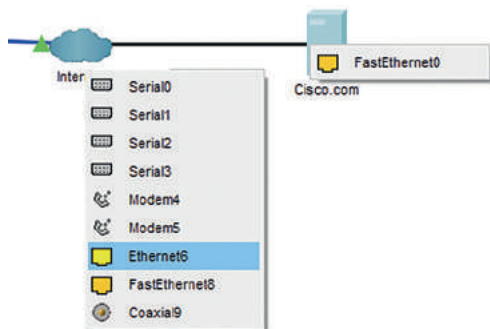 FastEthernet0
Inter
Cisco.com
Serial0
Serial1
Serial2
Serial3
Modem4
Modem5
Ethernet6
FastEthernet8
Coaxial9